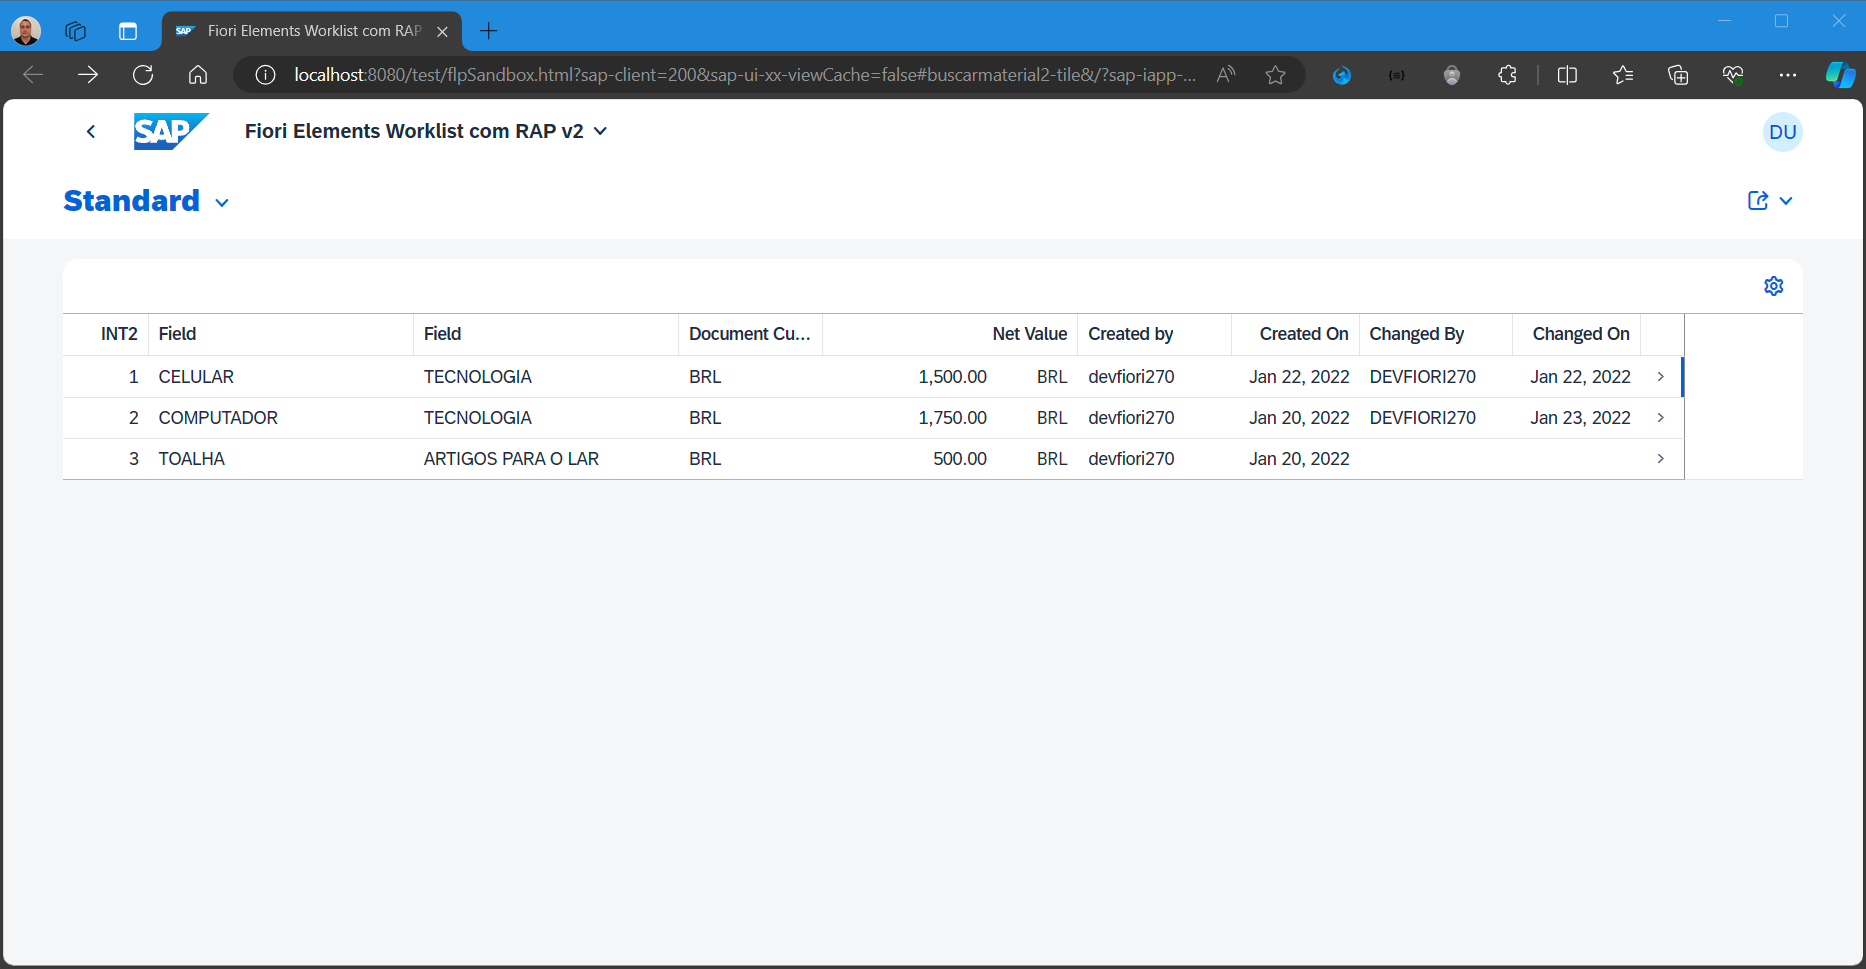 SAP Fiori Elements Worklist com RAP
localhost:8080/test/flpSandbox.html?sap-client=200&sap-ui-xx-viewCache=false#buscarmaterial2-tile&/?sap-iapp-...
SAP Fiori Elements Worklist com RAP v2 DU
Standard
INT2 Field Field Document Cu... Net Value Created by Created On Changed By Changed On
1 CELULAR TECNOLOGIA BRL 1,500.00 BRL devfiori270 Jan 22, 2022 DEVFIORI270 Jan 22, 2022
2 COMPUTADOR TECNOLOGIA BRL 1,750.00 BRL devfiori270 Jan 20, 2022 DEVFIORI270 Jan 23, 2022
3 TOALHA ARTIGOS PARA O LAR BRL 500.00 BRL devfiori270 Jan 20, 2022